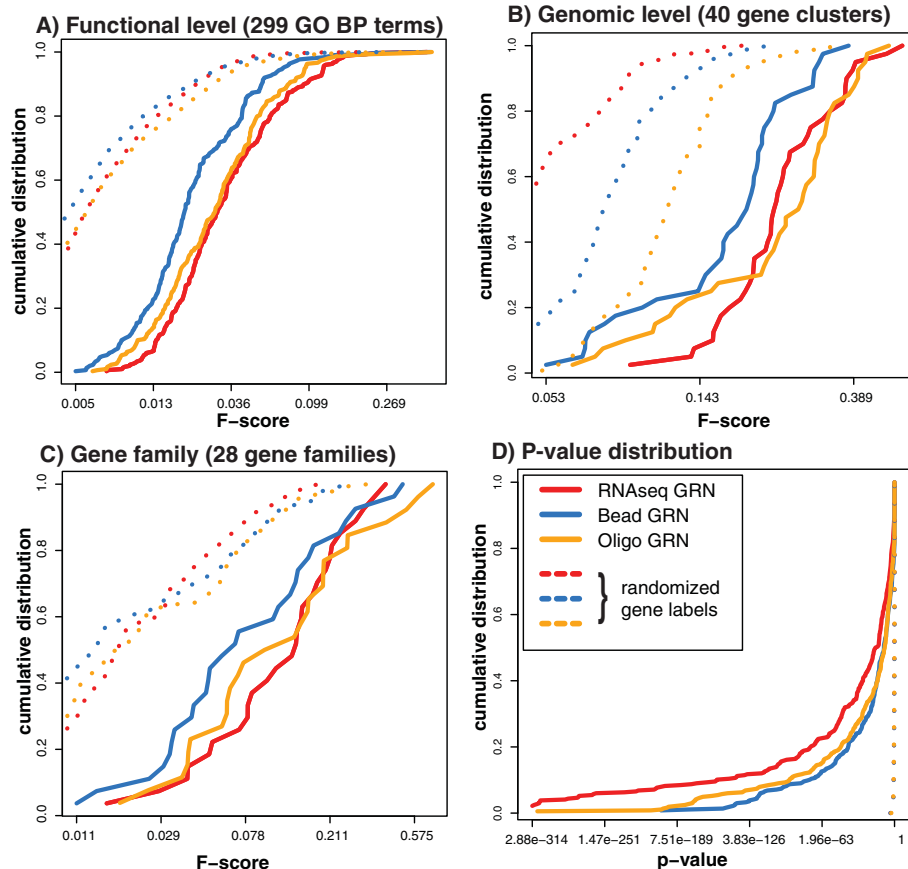 A) Functional level (299 GO BP terms)
cumulative distribution
0.0 0.2 0.4 0.6 0.8 1.0
0.005 0.013 0.036 0.099 0.269
F−score
B) Genomic level (40 gene clusters)
cumulative distribution
0.0 0.2 0.4 0.6 0.8 1.0
0.053 0.143 0.389
F−score
C) Gene family (28 gene families)
cumulative distribution
0.0 0.2 0.4 0.6 0.8 1.0
0.011 0.029 0.078 0.211 0.575
F−score
D) P-value distribution
cumulative distribution
0.0 0.2 0.4 0.6 0.8 1.0
RNAseq GRN
Bead GRN
Oligo GRN
} randomized
gene labels
2.88e−314 1.47e−251 7.51e−189 3.83e−126 1.96e−63 1
p−value